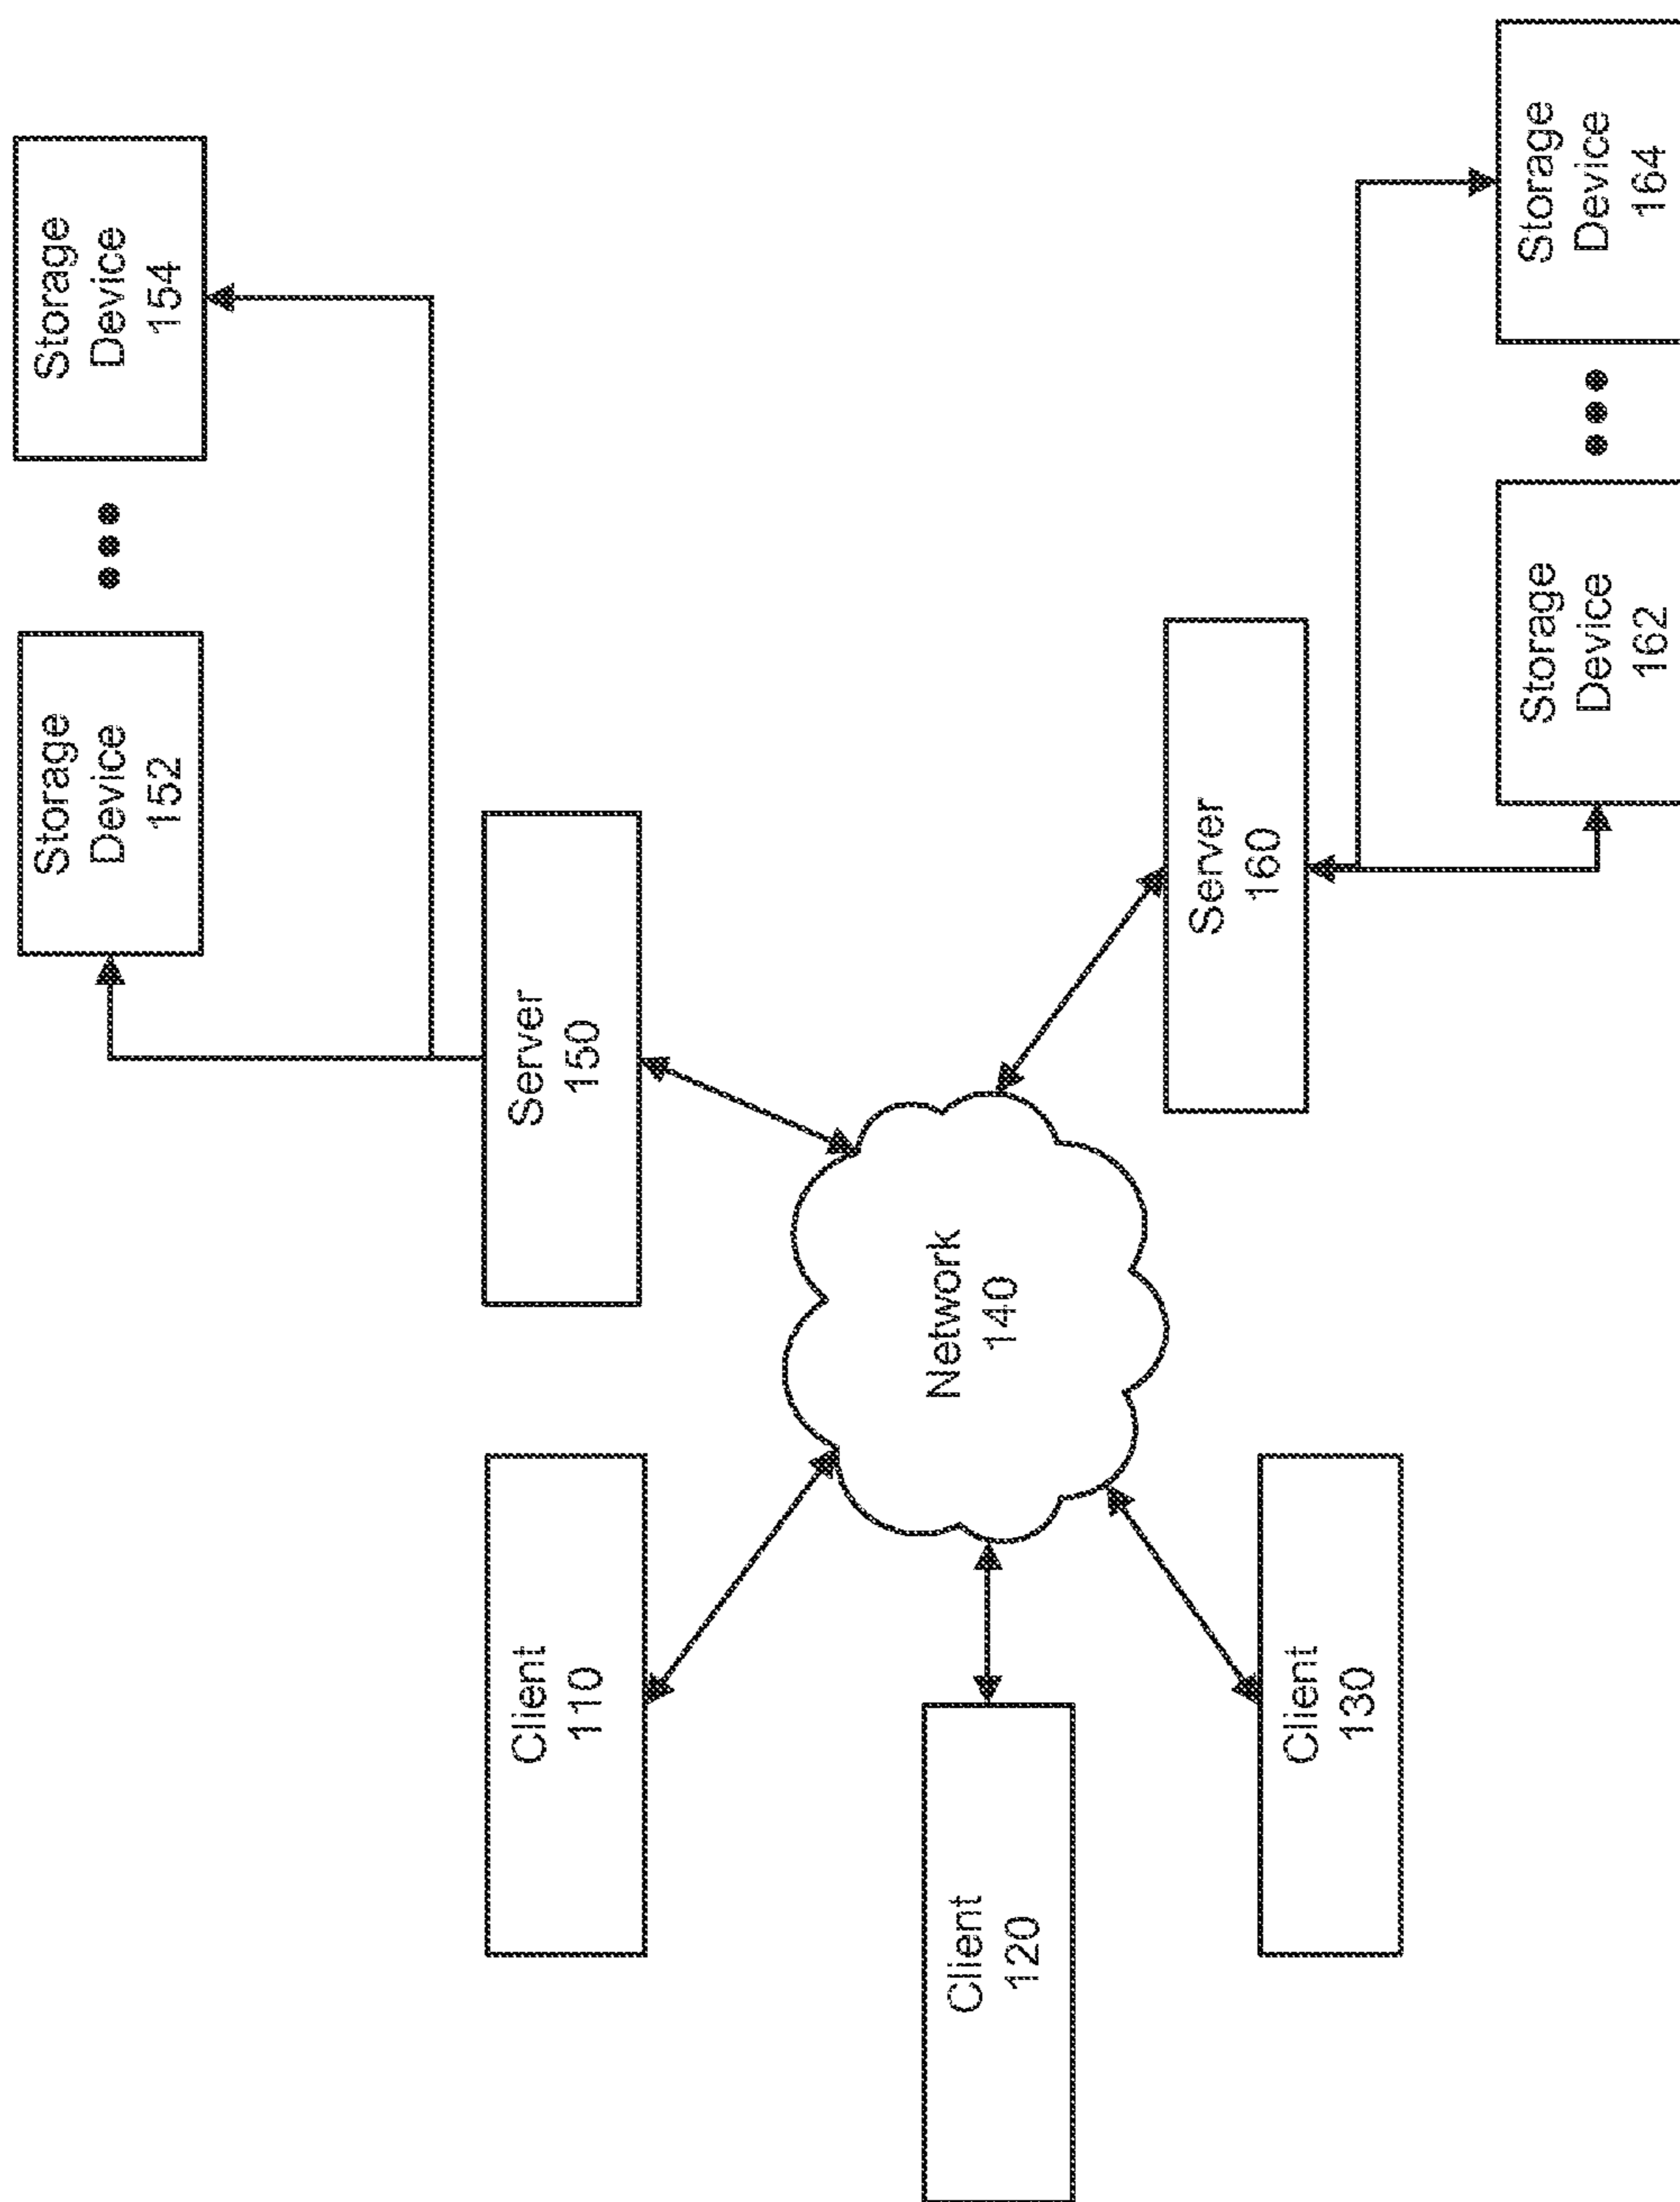 Storage
Device
152
Storage
Device
154
Server
150
Client
110
Network
140
Client
120
Server
160
Client
130
Storage
Device
162
Storage
Device
164